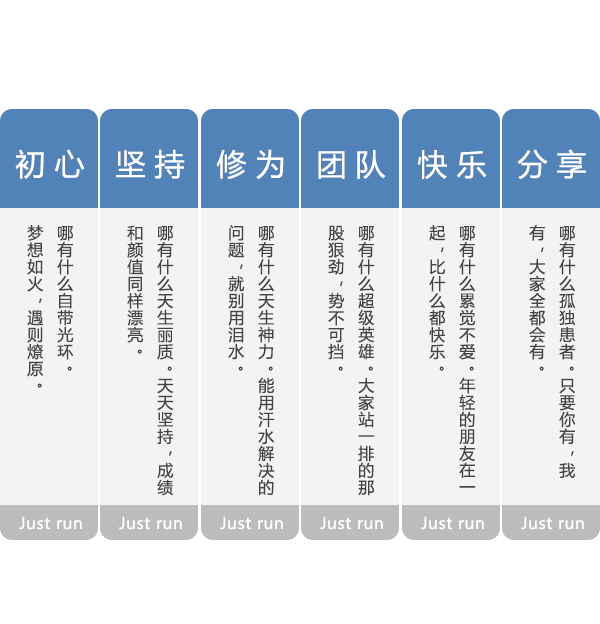 初心
哪有什么自带光环。
梦想如火，遇则燎原。
Just run
坚持
哪有什么天生丽质。天天坚持，成绩
和颜值同样漂亮。
Just run
修为
哪有什么天生神力。能用汗水解决的
问题，就别用泪水。
Just run
团队
哪有什么超级英雄。大家站一排的那
股狠劲，势不可挡。
Just run
快乐
哪有什么累觉不爱。年轻的朋友在一
起，比什么都快乐。
Just run
分享
哪有什么孤独患者。只要你有，我
有，大家全都会有。
Just run